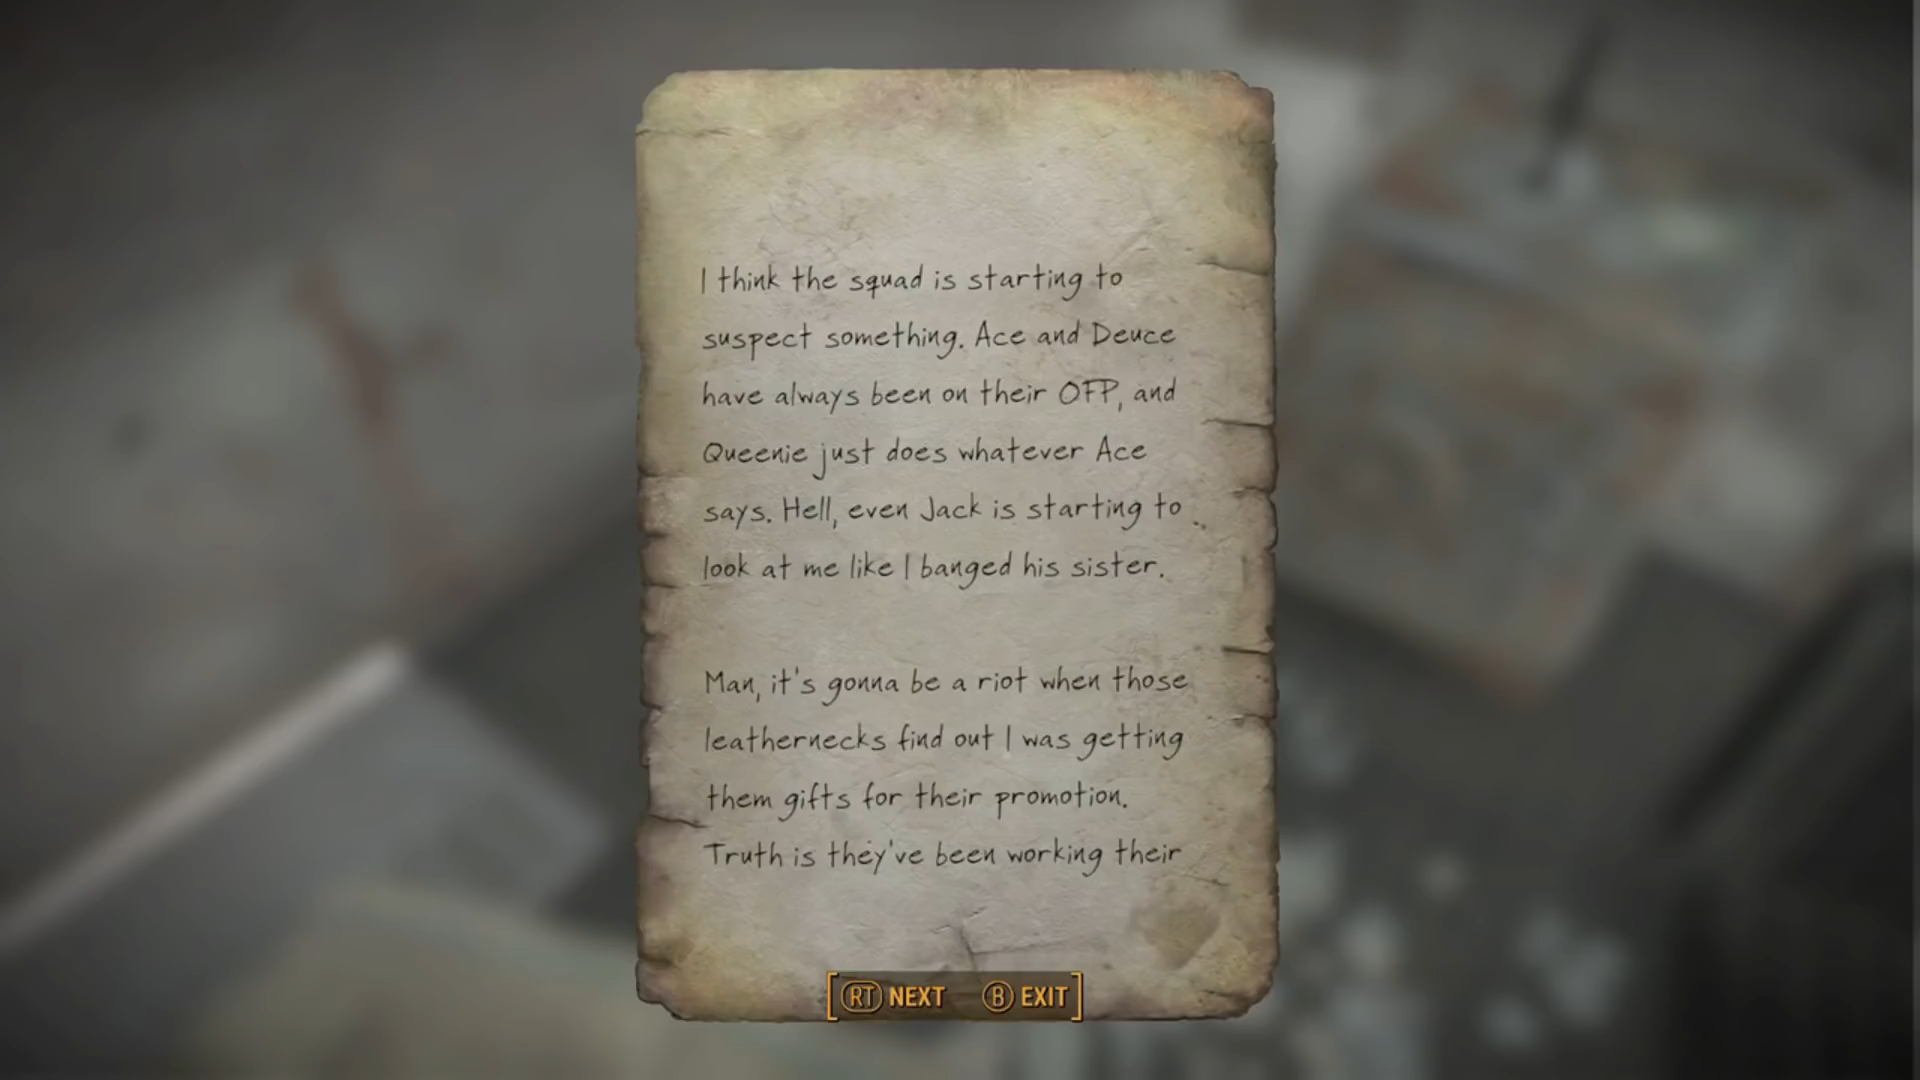 I think the squad is starting to
suspect something. Ace and Deuce
have always been on their OFP, and
Queenie just does whatever Ace
says. Hell, even Jack is starting to
look at me like I banged his sister.
Man, it's gonna be a riot when those
leathernecks find out I was getting
them gifts for their promotion.
Truth is they've been working their
RT NEXT B EXIT